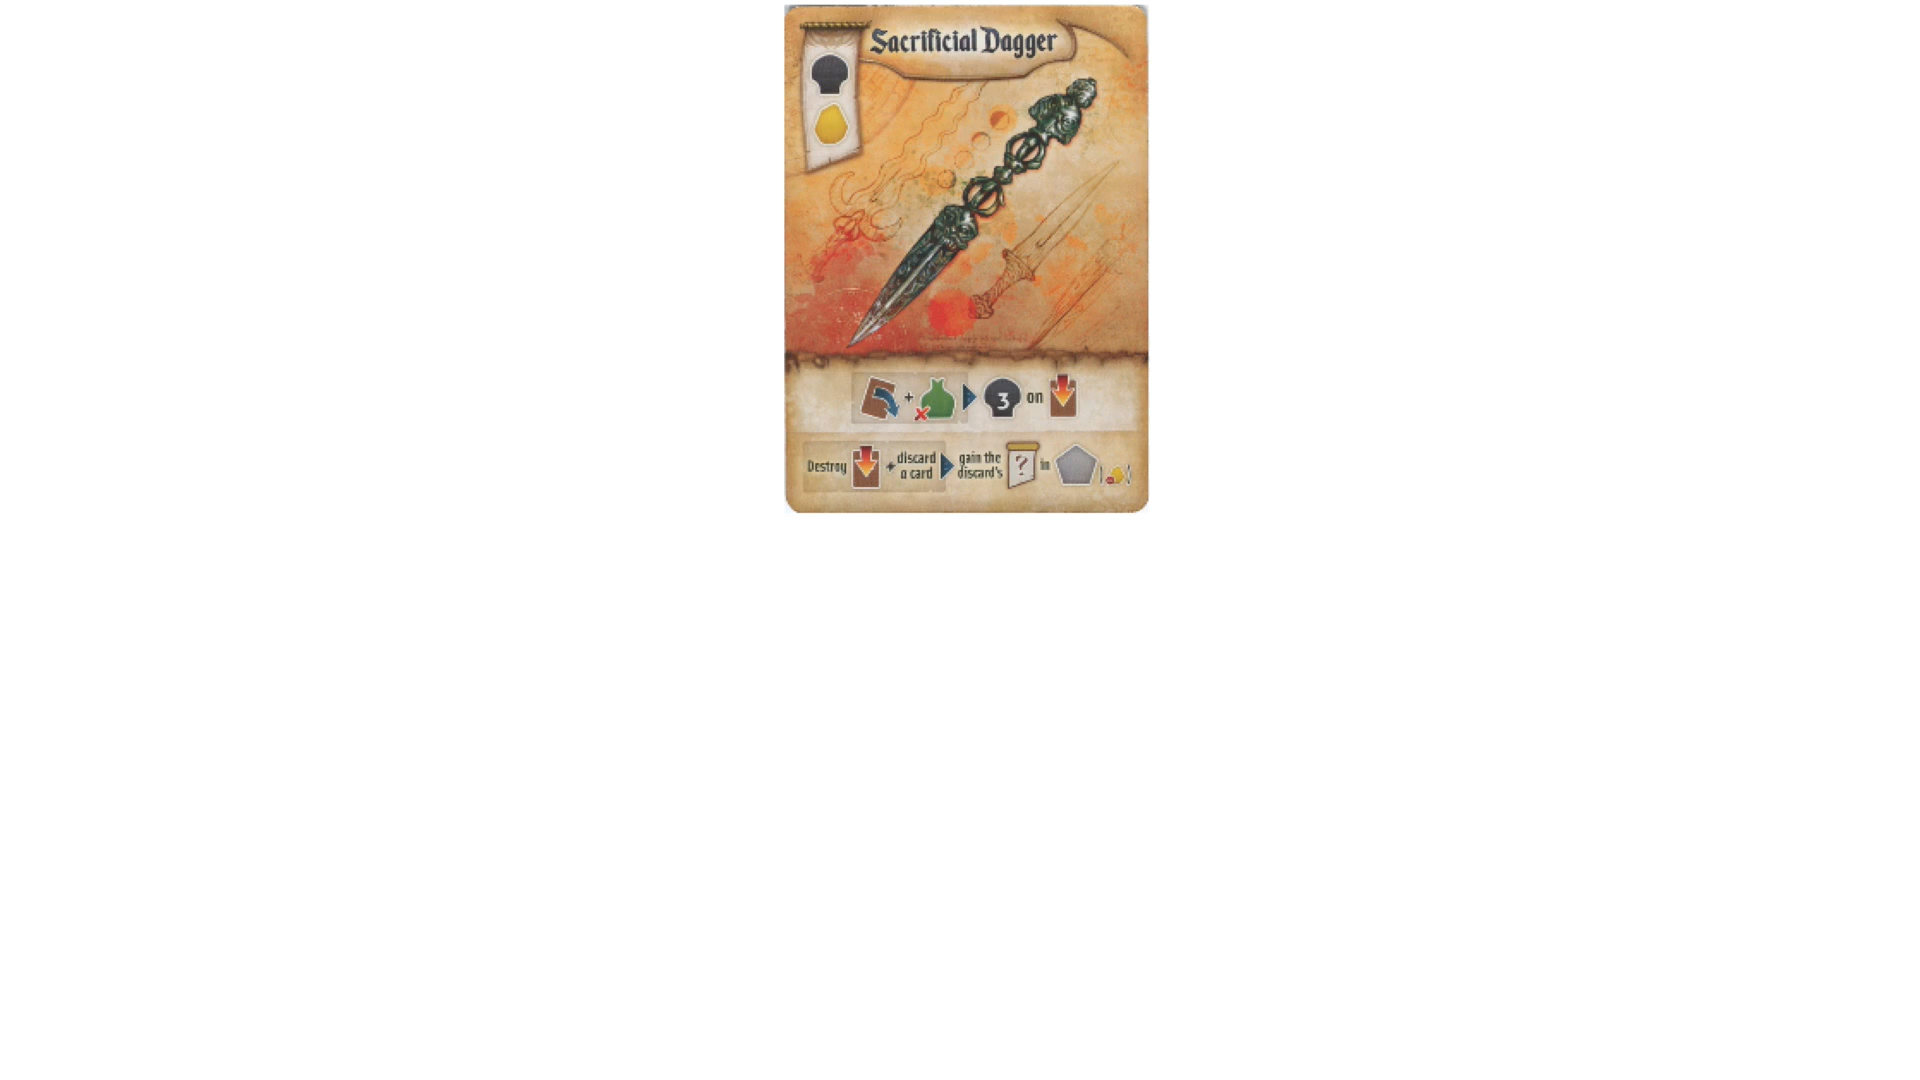 Sacrificial Dagger
+ 3 on
Destroy + discard a card gain the discard's ? in